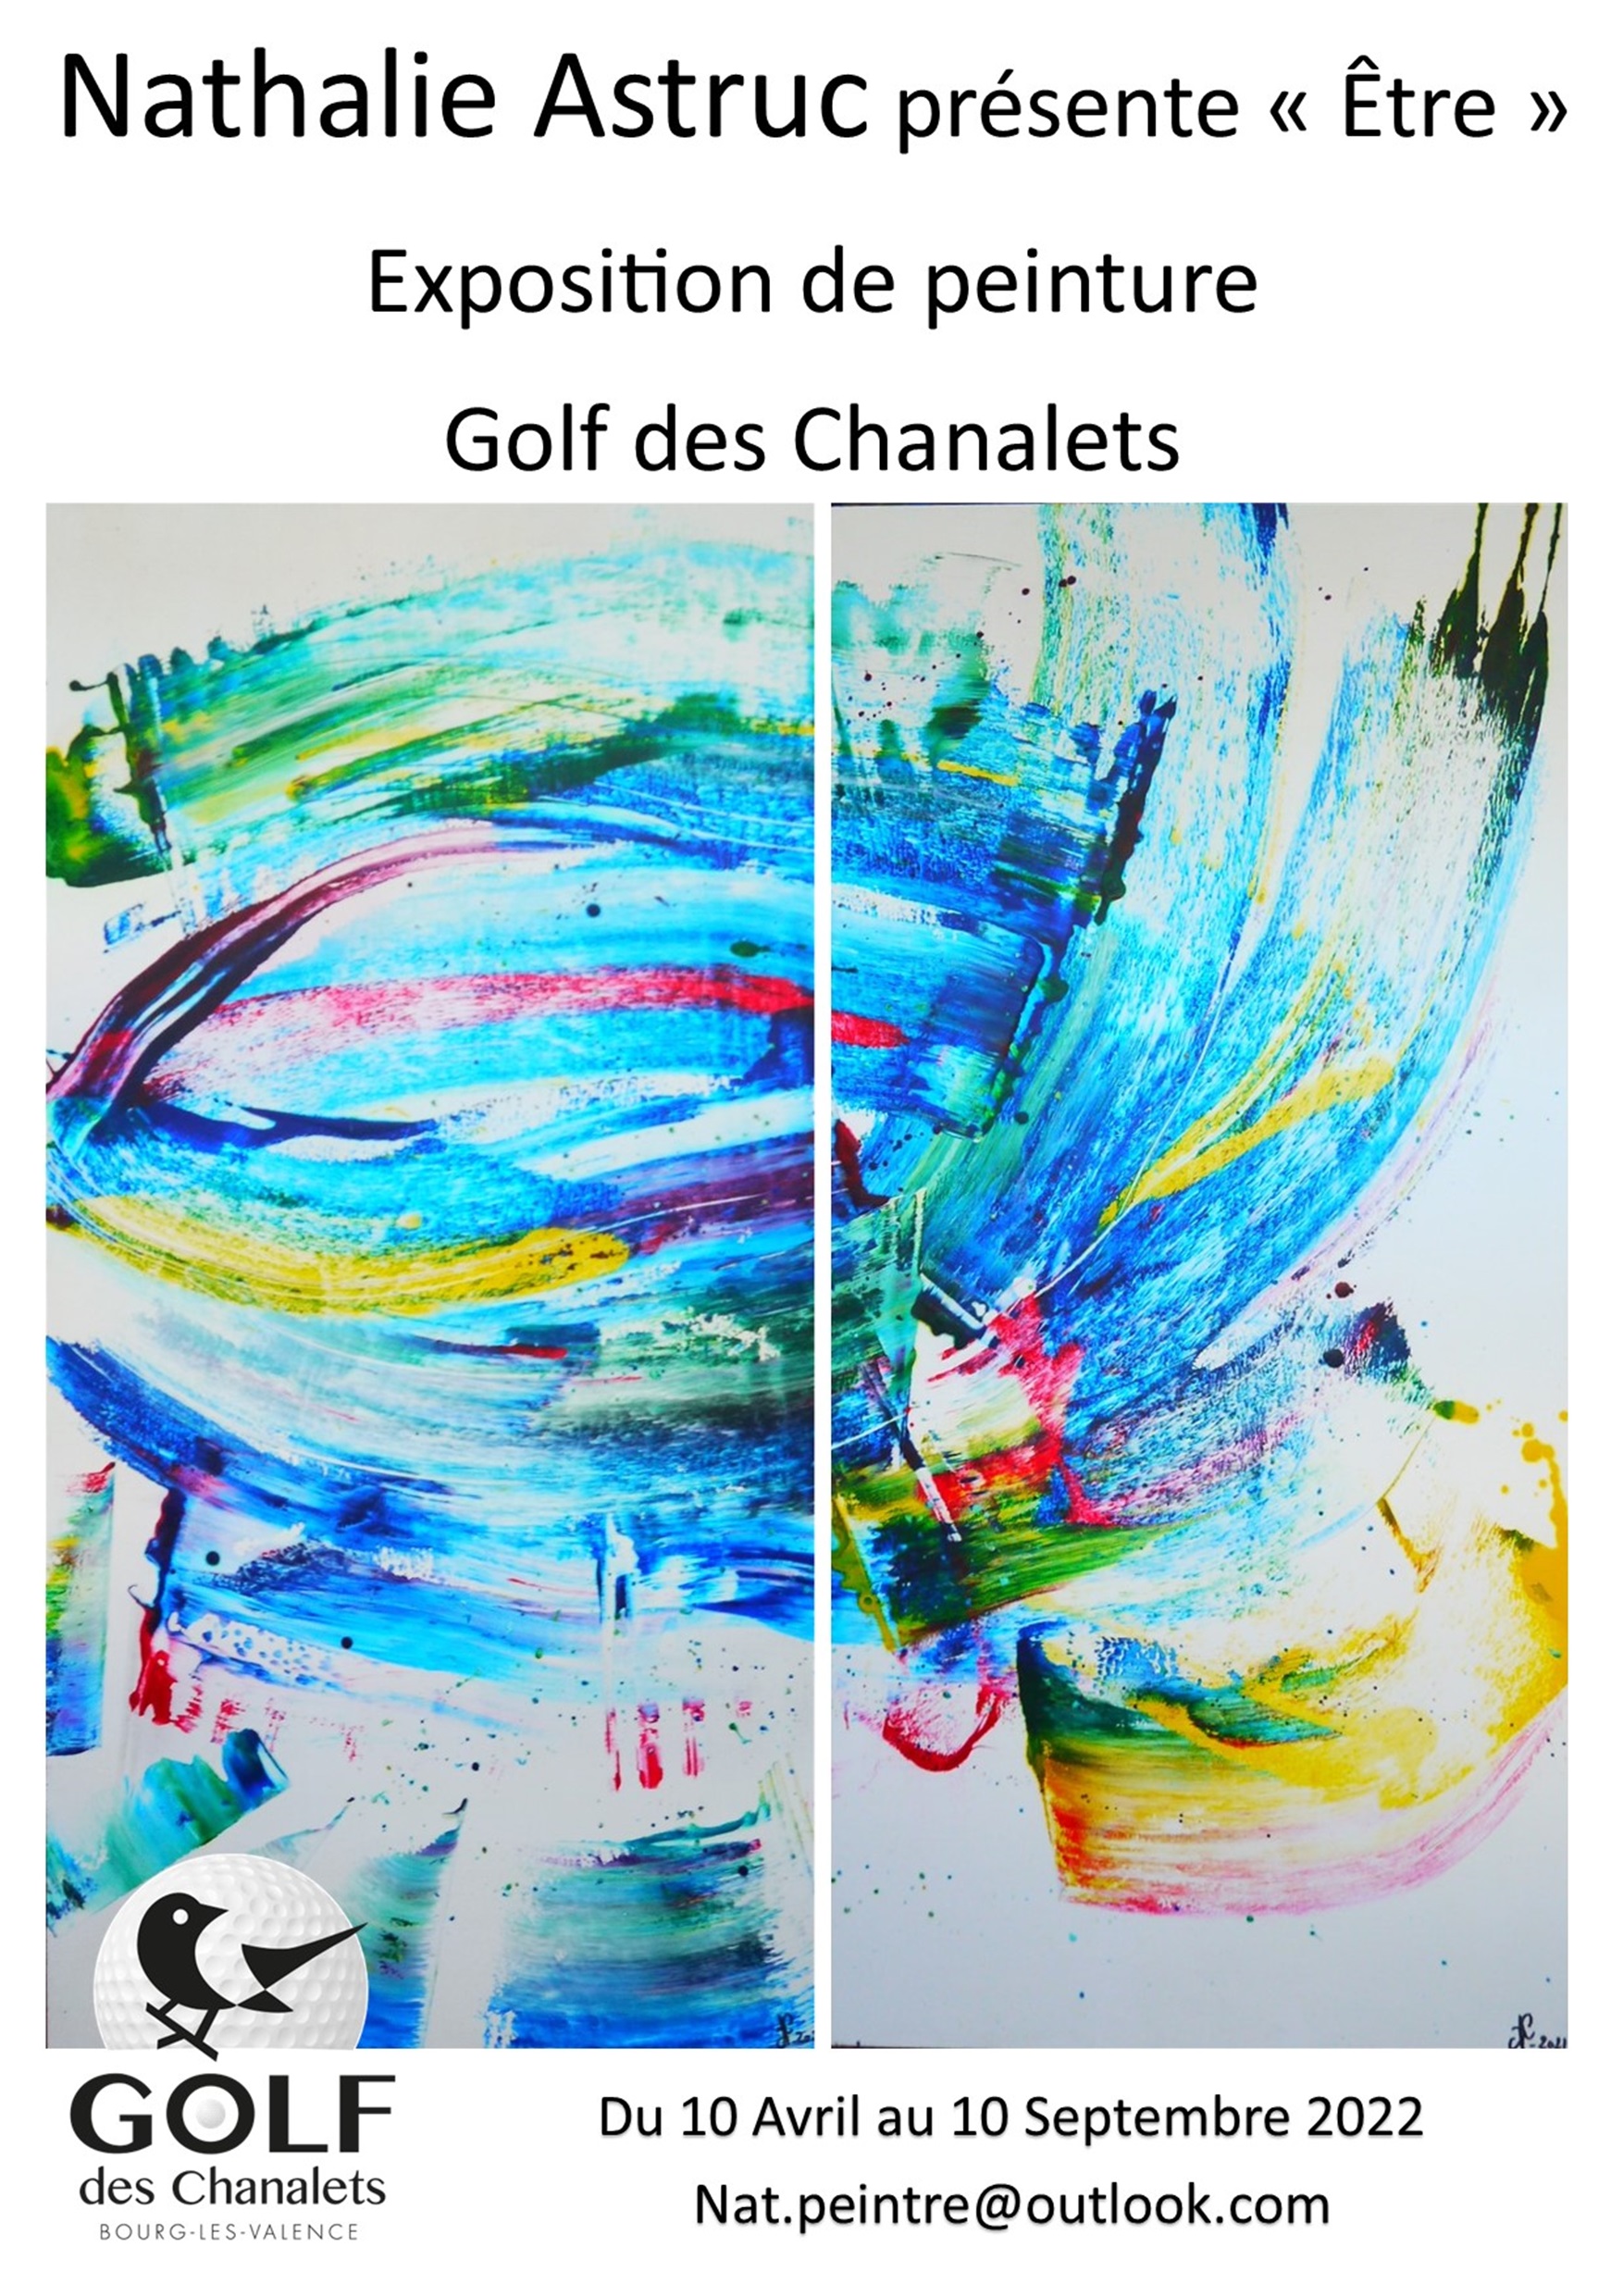 Nathalie Astruc présente « Être »
Exposition de peinture
Golf des Chanalets
GOLF
des Chanalets
BOURG-LES-VALENCE
Du 10 Avril au 10 Septembre 2022
Nat.peintre@outlook.com